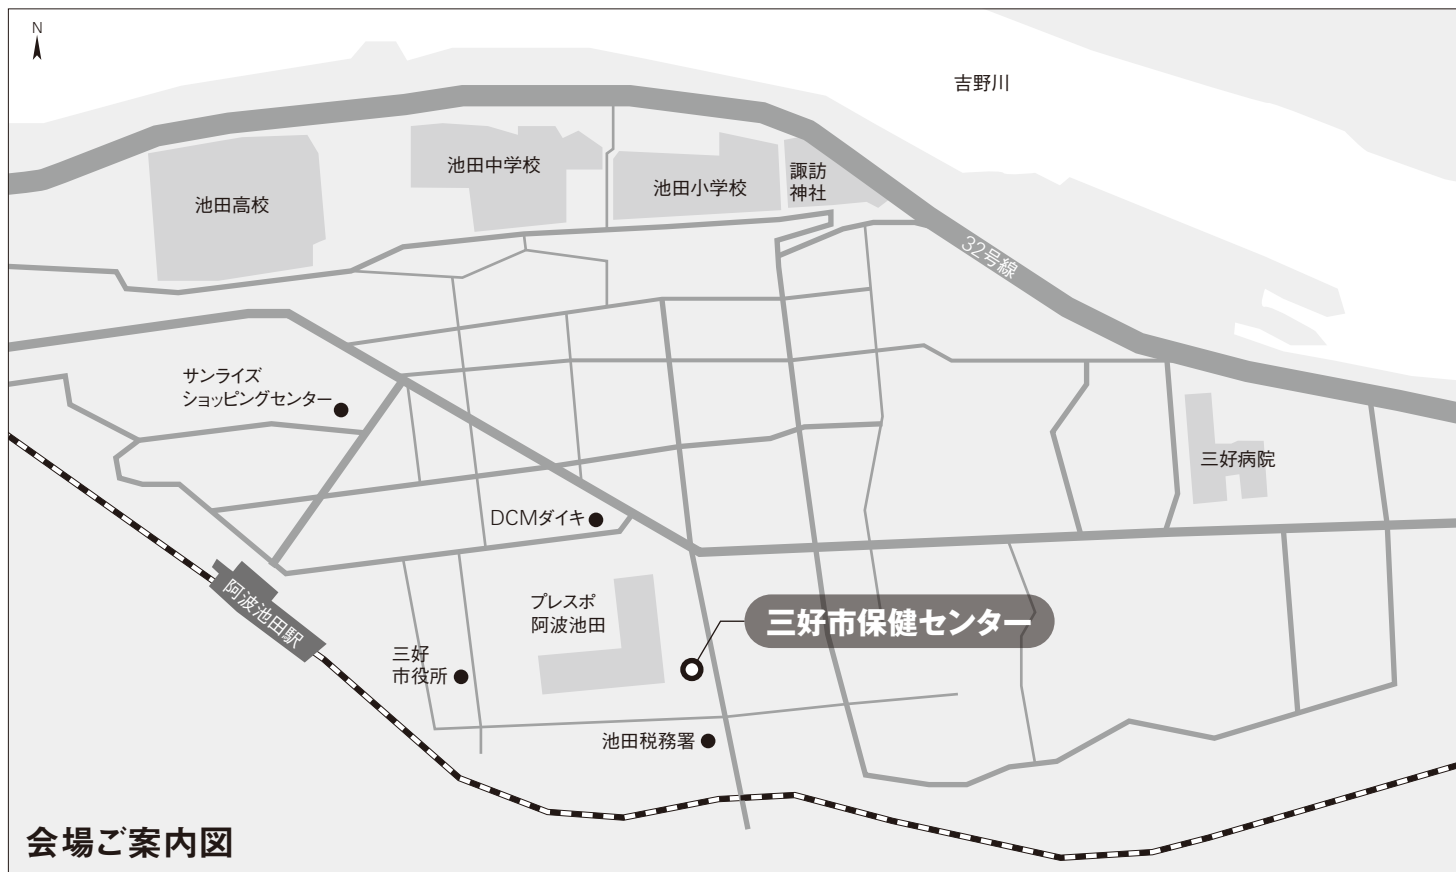 N
吉野川
池田中学校
池田小学校
諏訪
神社
池田高校
32号線
サンライズ
ショッピングセンター
三好病院
DCMダイキ
阿波池田駅
プレスポ
阿波池田
三好市保健センター
三好
市役所
池田税務署
会場ご案内図